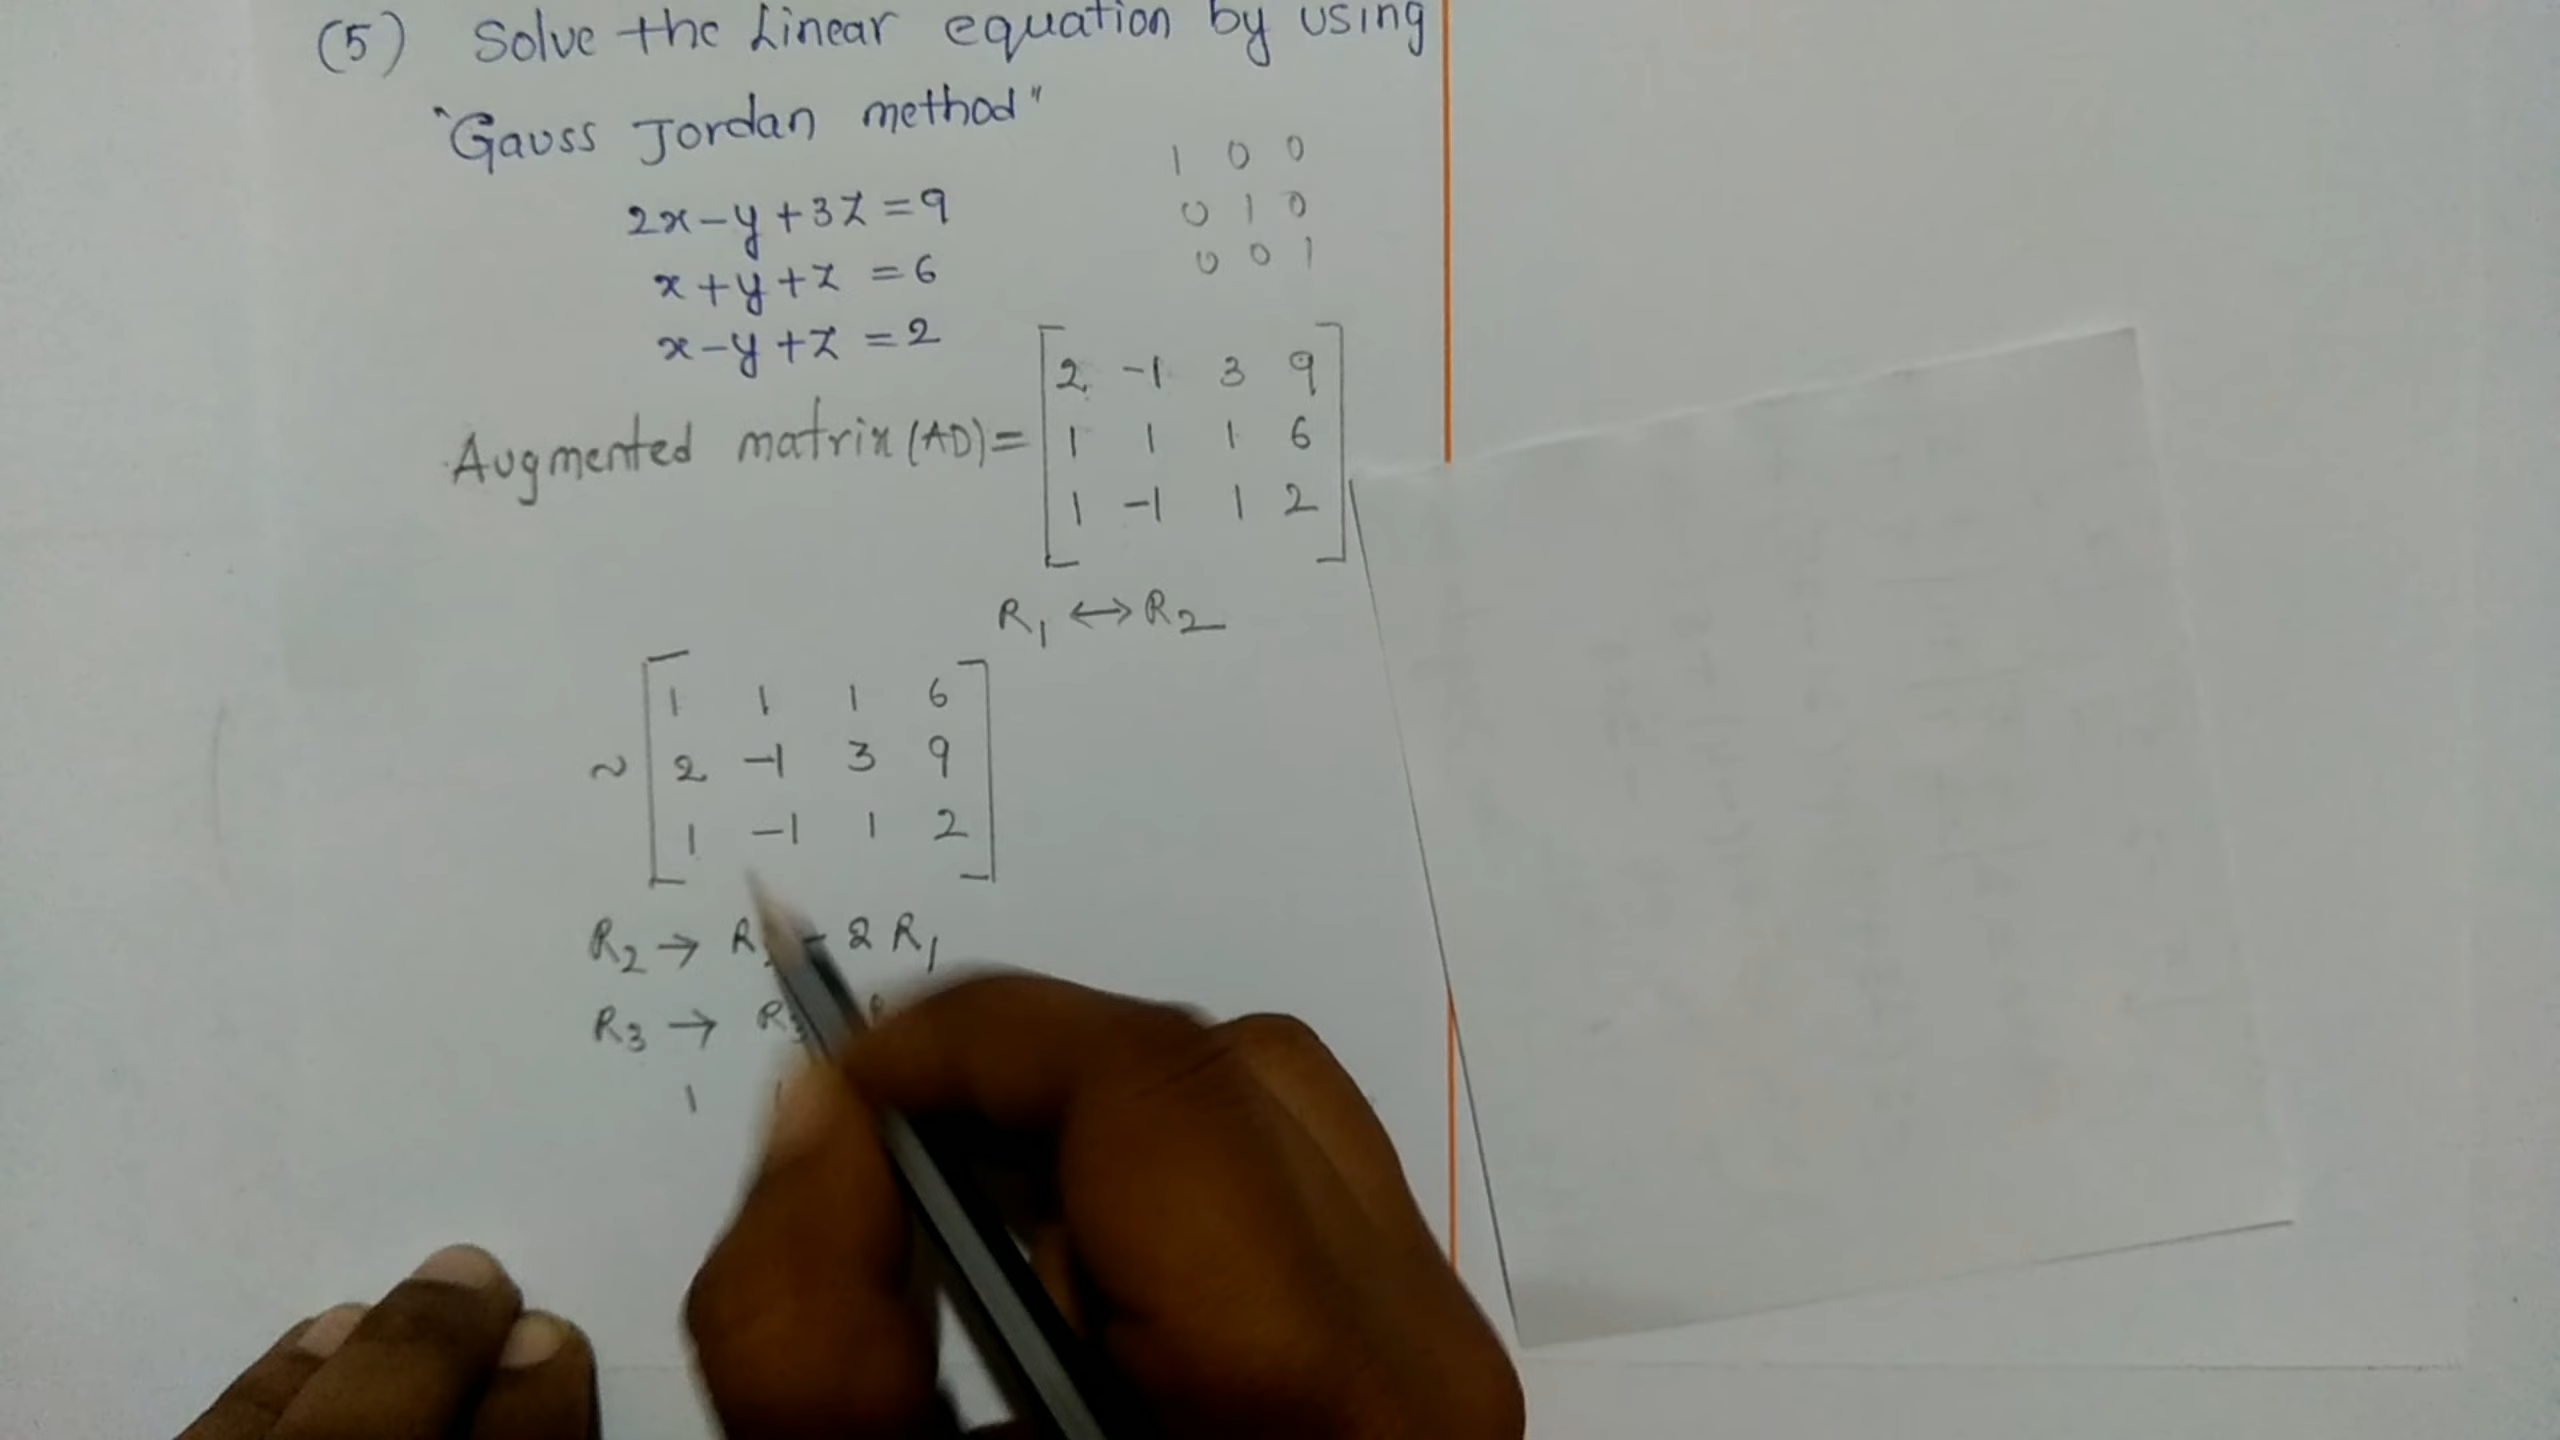 (5) Solve the Linear equation by using
"Gauss Jordan method"
1 0 0
0 1 0
0 0 1
2x-y+3z=9
x+y+z =6
x-y+z =2
Augmented matrix (AD)=
2 -1 3 9
1 1 1 6
1 -1 1 2
R1 ↔ R2
~
1 1 1 6
2 -1 3 9
1 -1 1 2
R2 → R - 2 R1
R3 → R3
1